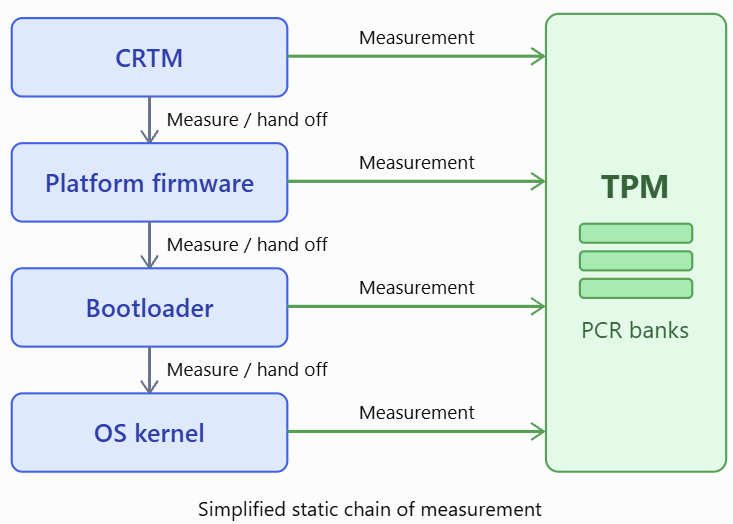 CRTM
Measurement
Measure / hand off
Platform firmware
Measurement
TPM
Measure / hand off
Bootloader
Measurement
PCR banks
Measure / hand off
OS kernel
Measurement
Simplified static chain of measurement